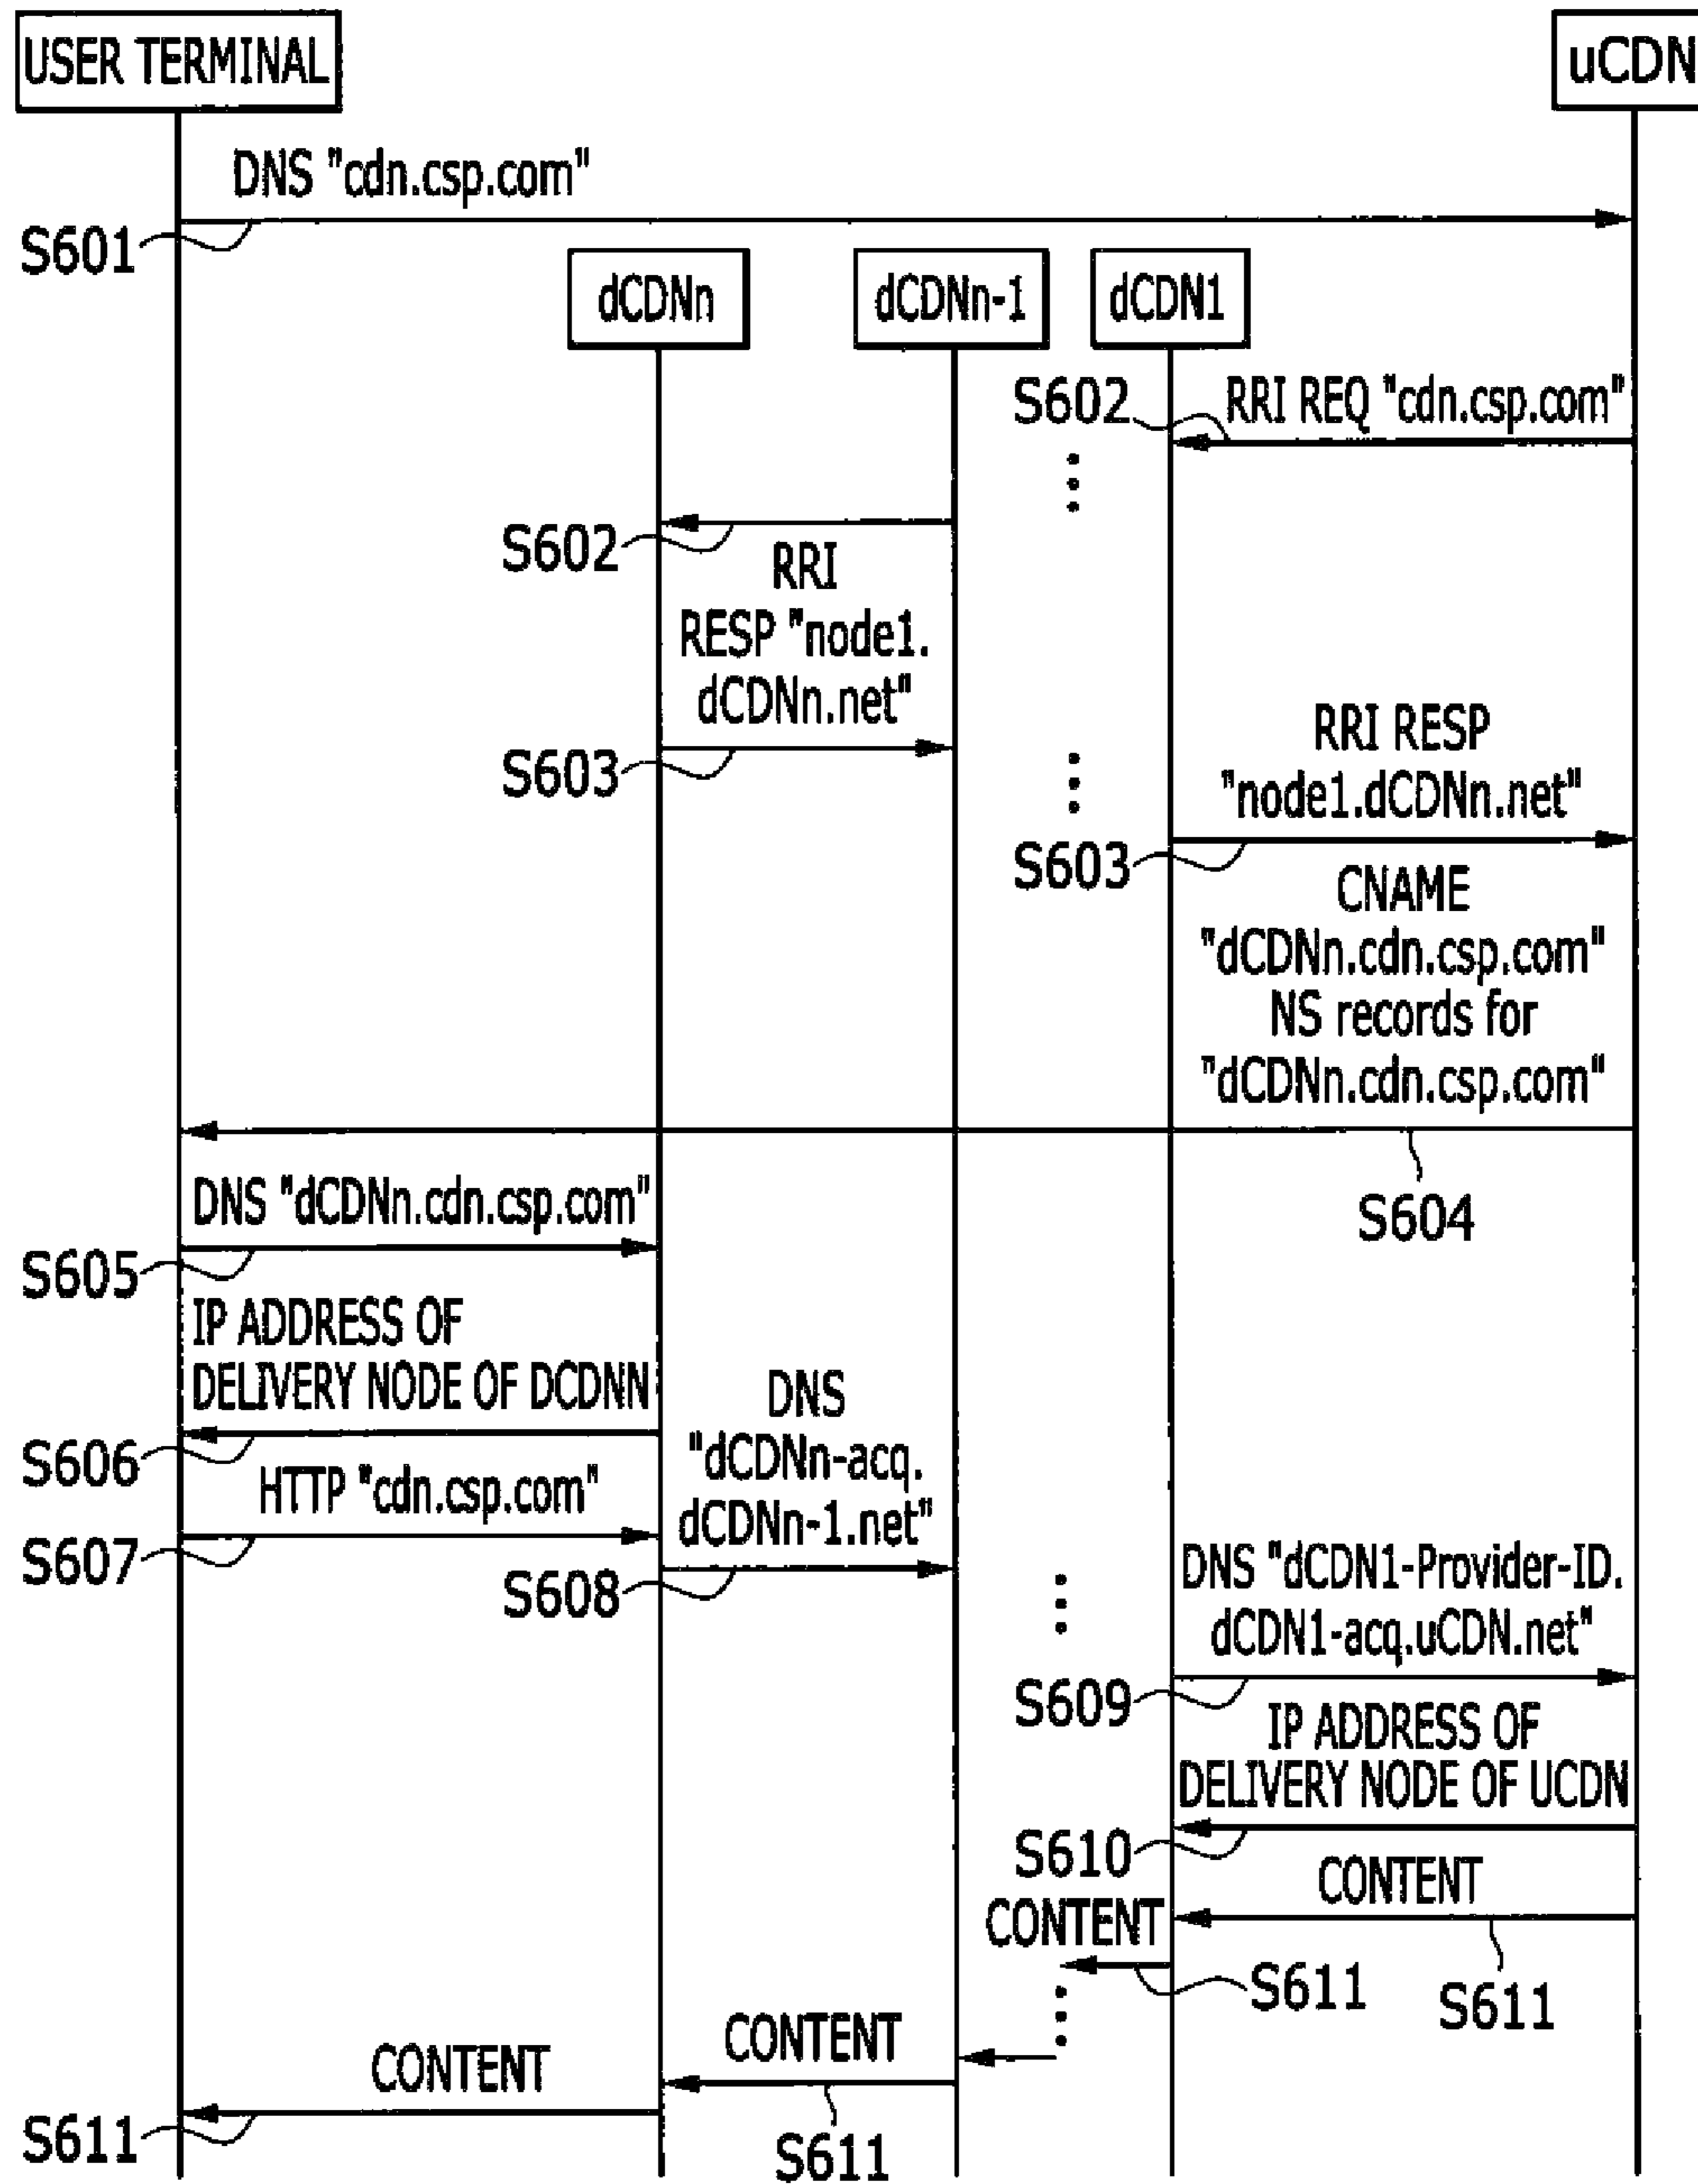 USER TERMINAL
uCDN
DNS "cdn.csp.com"
S601
dCDNn
dCDNn-1
dCDN1
S602
RRI REQ "cdn.csp.com"
S602
RRI
RESP "node1.
dCDNn.net"
S603
RRI RESP
"node1.dCDNn.net"
S603
CNAME
"dCDNn.cdn.csp.com"
NS records for
"dCDNn.cdn.csp.com"
S604
DNS "dCDNn.cdn.csp.com"
S605
IP ADDRESS OF
DELIVERY NODE OF DCDNN
S606
HTTP "cdn.csp.com"
S607
DNS
"dCDNn-acq.
dCDNn-1.net"
S608
DNS "dCDN1-Provider-ID.
dCDN1-acq.uCDN.net"
S609
IP ADDRESS OF
DELIVERY NODE OF UCDN
S610
CONTENT
S611
CONTENT
S611
CONTENT
S611
CONTENT
S611